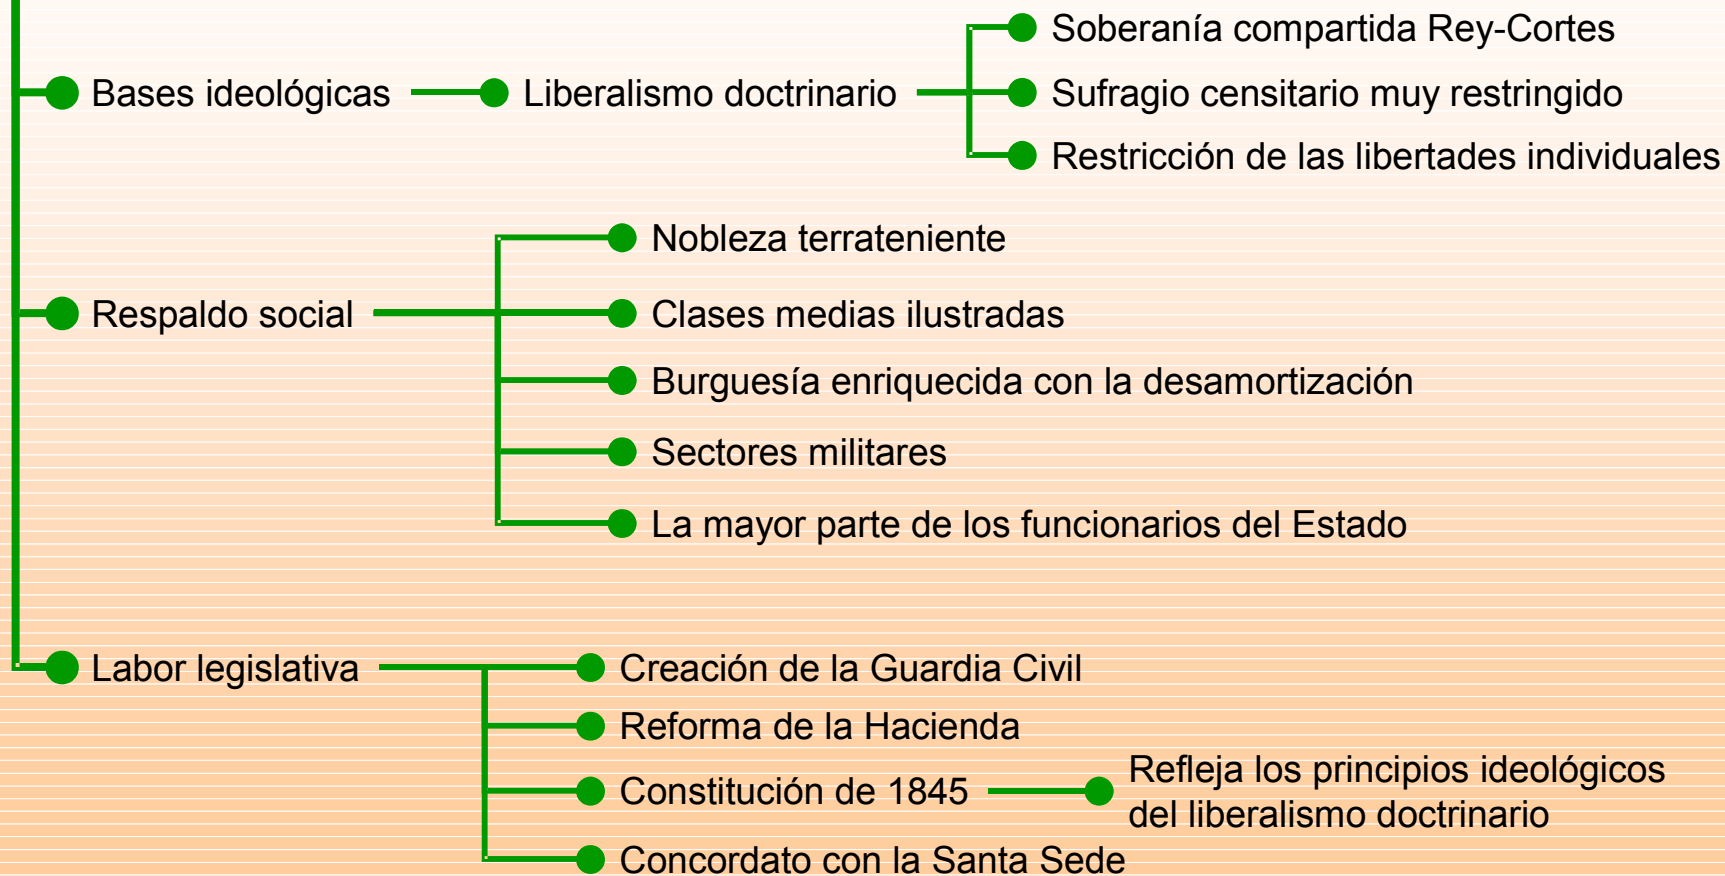 Bases ideológicas
Liberalismo doctrinario
Soberanía compartida Rey-Cortes
Sufragio censitario muy restringido
Restricción de las libertades individuales
Respaldo social
Nobleza terrateniente
Clases medias ilustradas
Burguesía enriquecida con la desamortización
Sectores militares
La mayor parte de los funcionarios del Estado
Labor legislativa
Creación de la Guardia Civil
Reforma de la Hacienda
Constitución de 1845
Refleja los principios ideológicos
del liberalismo doctrinario
Concordato con la Santa Sede